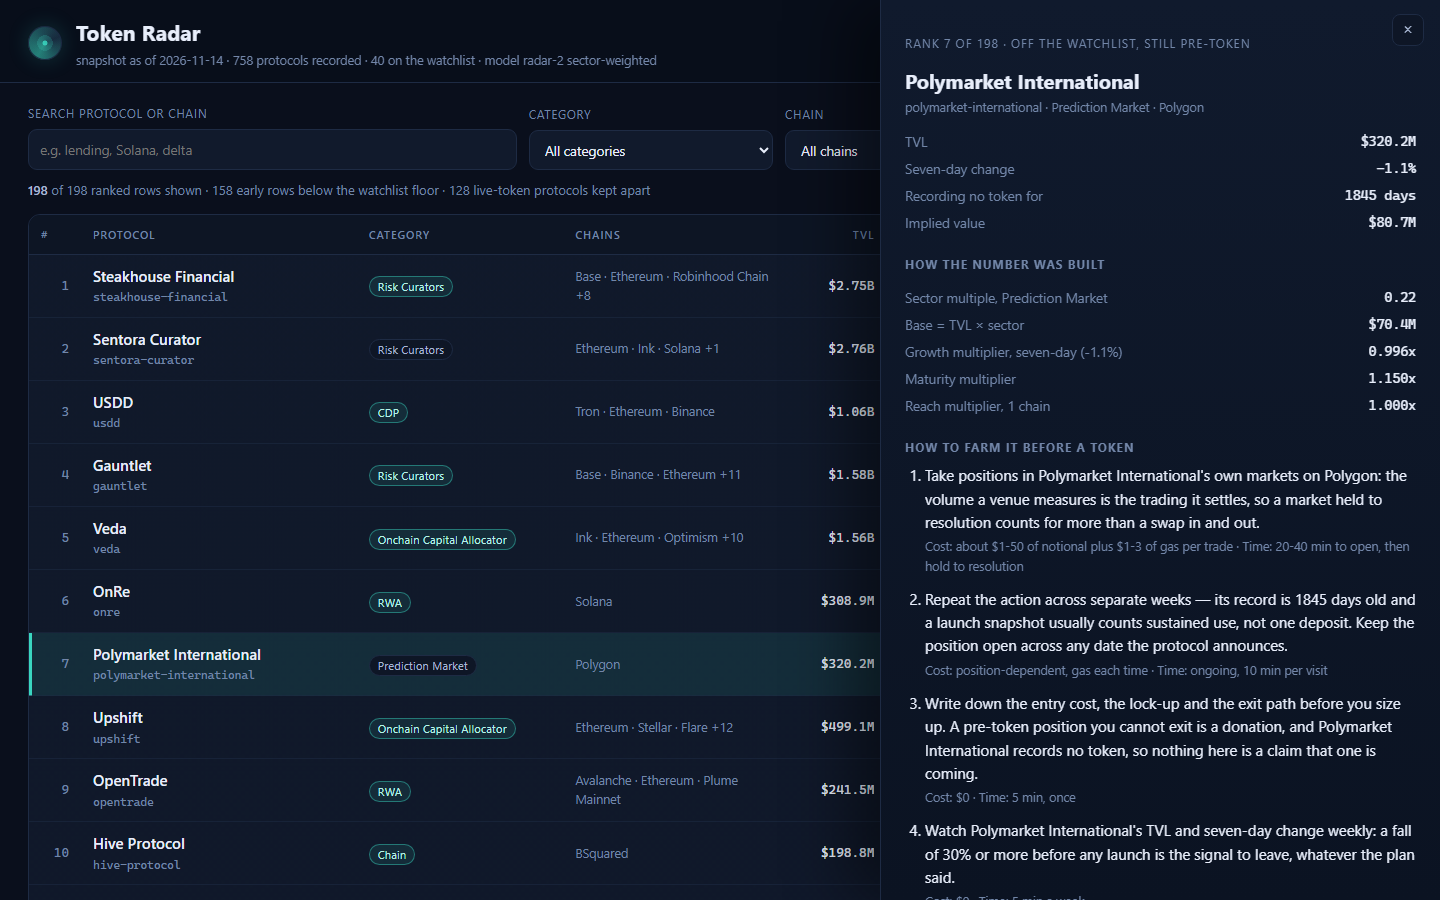 Token Radar
snapshot as of 2026-11-14 · 758 protocols recorded · 40 on the watchlist · model radar-2 sector-weighted
SEARCH PROTOCOL OR CHAIN
CATEGORY
CHAIN
e.g. lending, Solana, delta
All categories
All chains
198 of 198 ranked rows shown · 158 early rows below the watchlist floor · 128 live-token protocols kept apart
# PROTOCOL CATEGORY CHAINS TVL
1 Steakhouse Financial Risk Curators Base · Ethereum · Robinhood Chain $2.75B
steakhouse-financial +8
2 Sentora Curator Risk Curators Ethereum · Ink · Solana +1 $2.76B
sentora-curator
3 USDD CDP Tron · Ethereum · Binance $1.06B
usdd
4 Gauntlet Risk Curators Base · Binance · Ethereum +11 $1.58B
gauntlet
5 Veda Onchain Capital Allocator Ink · Ethereum · Optimism +10 $1.56B
veda
6 OnRe RWA Solana $308.9M
onre
7 Polymarket International Prediction Market Polygon $320.2M
polymarket-international
8 Upshift Onchain Capital Allocator Ethereum · Stellar · Flare +12 $499.1M
upshift
9 OpenTrade RWA Avalanche · Ethereum · Plume $241.5M
opentrade Mainnet
10 Hive Protocol Chain BSquared $198.8M
hive-protocol
×
RANK 7 OF 198 · OFF THE WATCHLIST, STILL PRE-TOKEN
Polymarket International
polymarket-international · Prediction Market · Polygon
TVL $320.2M
Seven-day change −1.1%
Recording no token for 1845 days
Implied value $80.7M
HOW THE NUMBER WAS BUILT
Sector multiple, Prediction Market 0.22
Base = TVL × sector $70.4M
Growth multiplier, seven-day (-1.1%) 0.996x
Maturity multiplier 1.150x
Reach multiplier, 1 chain 1.000x
HOW TO FARM IT BEFORE A TOKEN
1. Take positions in Polymarket International's own markets on Polygon: the
volume a venue measures is the trading it settles, so a market held to
resolution counts for more than a swap in and out.
Cost: about $1-50 of notional plus $1-3 of gas per trade · Time: 20-40 min to open, then
hold to resolution
2. Repeat the action across separate weeks — its record is 1845 days old and
a launch snapshot usually counts sustained use, not one deposit. Keep the
position open across any date the protocol announces.
Cost: position-dependent, gas each time · Time: ongoing, 10 min per visit
3. Write down the entry cost, the lock-up and the exit path before you size
up. A pre-token position you cannot exit is a donation, and Polymarket
International records no token, so nothing here is a claim that one is
coming.
Cost: $0 · Time: 5 min, once
4. Watch Polymarket International's TVL and seven-day change weekly: a fall
of 30% or more before any launch is the signal to leave, whatever the plan
said.